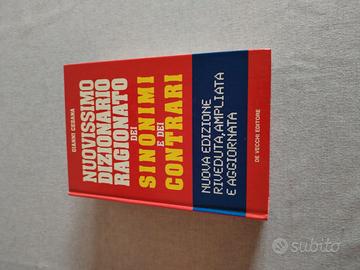 GIANNI CESANA
NUOVISSIMO
DIZIONARIO
RAGIONATO
DEI
SINONIMI
E DEI
CONTRARI
NUOVA EDIZIONE
RIVEDUTA, AMPLIATA
E AGGIORNATA
DE VECCHI EDITORE
subito